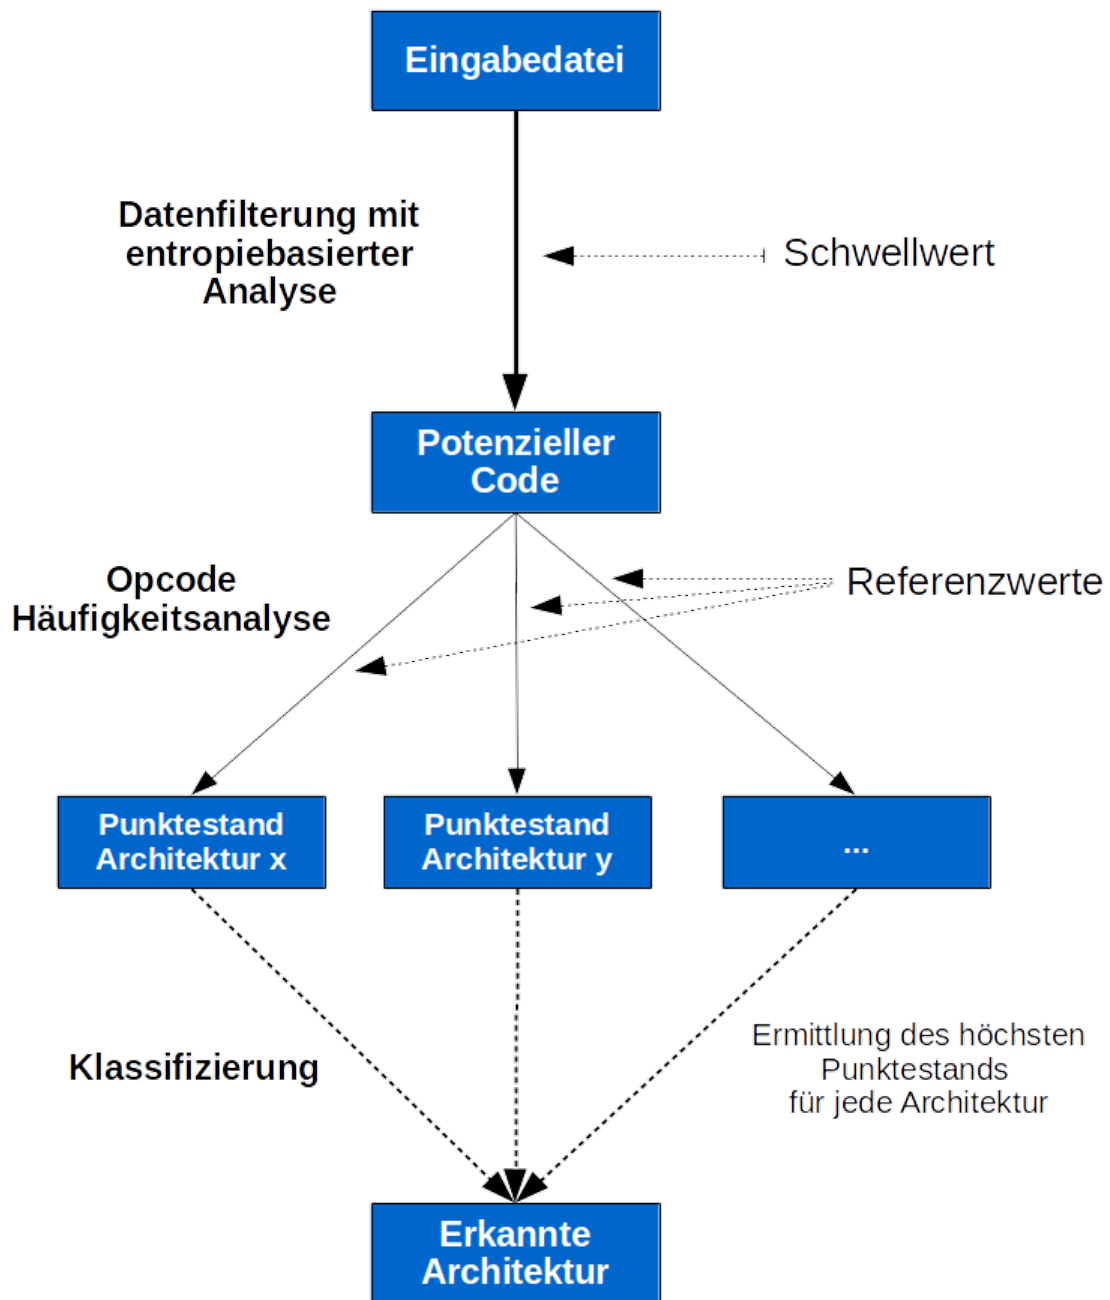 Eingabedatei
Datenfilterung mit
entropiebasierter
Analyse
Schwellwert
Potenzieller
Code
Opcode
Häufigkeitsanalyse
Referenzwerte
Punktestand
Architektur x
Punktestand
Architektur y
...
Klassifizierung
Ermittlung des höchsten
Punktestands
für jede Architektur
Erkannte
Architektur